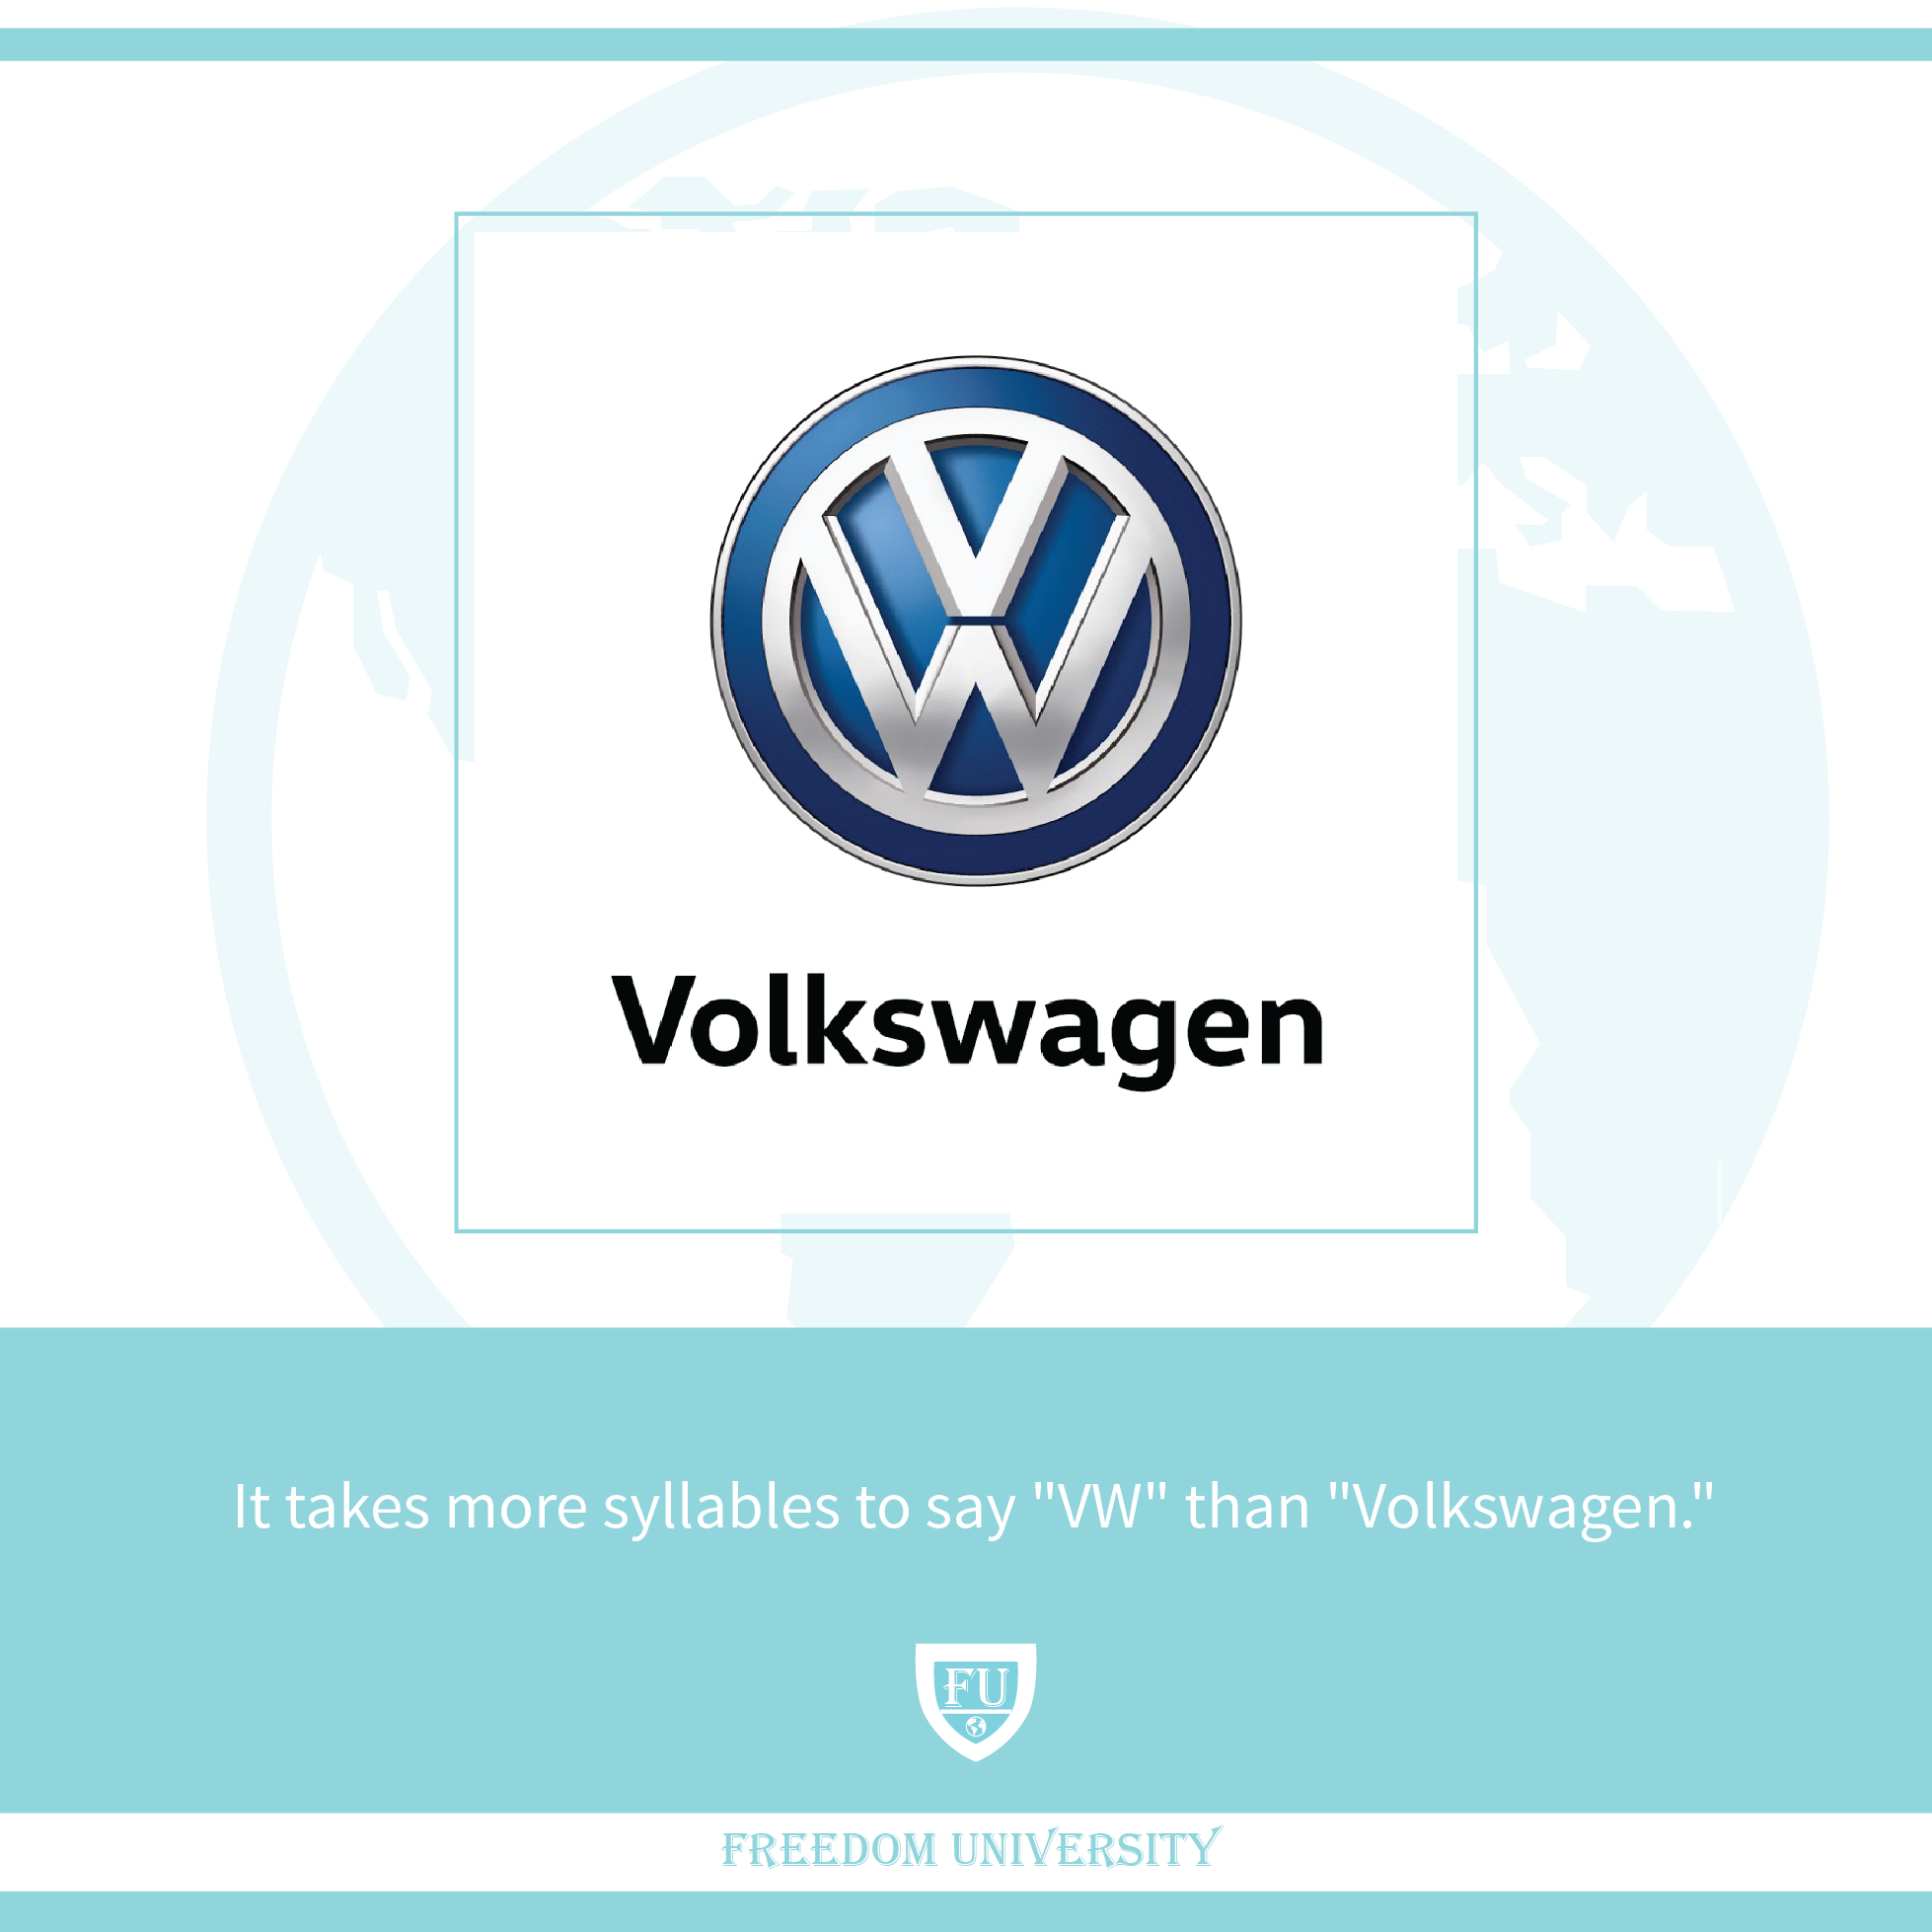 Volkswagen
It takes more syllables to say "VW" than "Volkswagen."
FU
FREEDOM UNIVERSITY